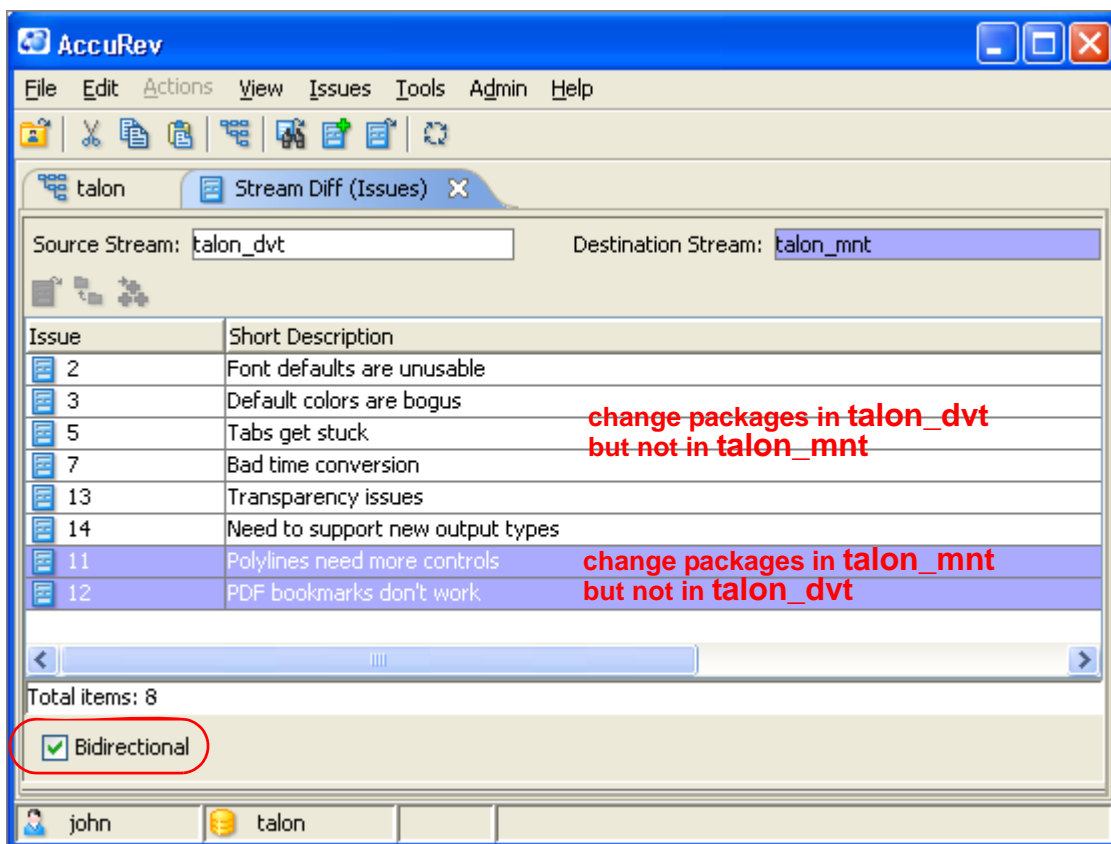 AccuRev
File Edit Actions View Issues Tools Admin Help
talon Stream Diff (Issues)
Source Stream: talon_dvt Destination Stream: talon_mnt
Issue Short Description
2 Font defaults are unusable
3 Default colors are bogus
change packages in talon_dvt
5 Tabs get stuck
but not in talon_mnt
7 Bad time conversion
13 Transparency issues
14 Need to support new output types
11 Polylines need more controls change packages in talon_mnt
12 PDF bookmarks don't work but not in talon_dvt
Total items: 8
Bidirectional
john talon